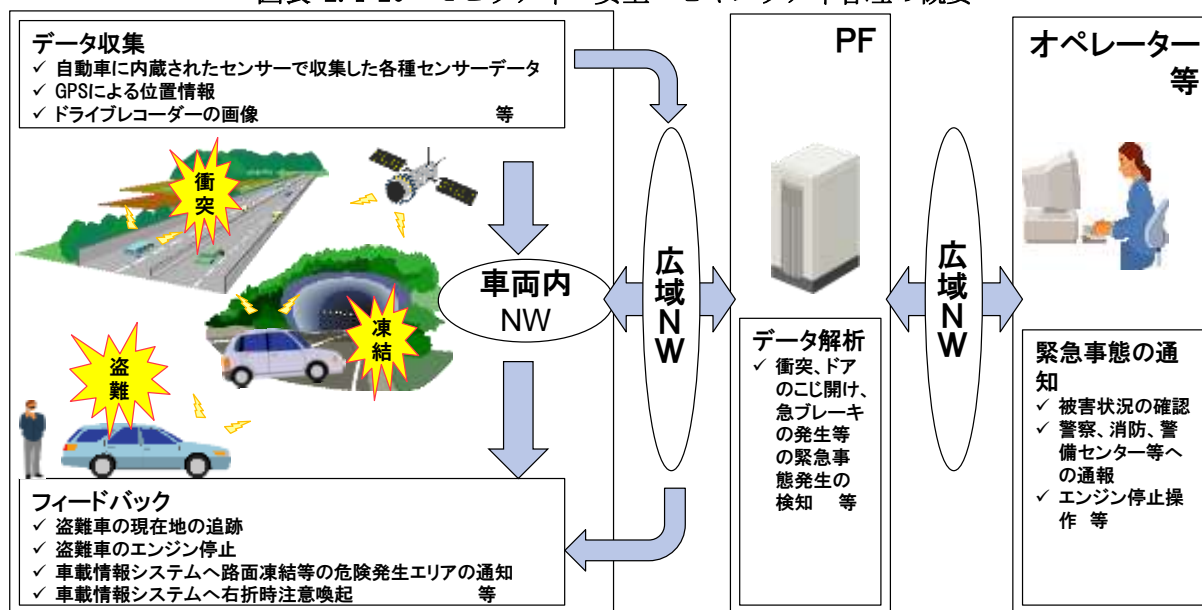 データ収集
✓ 自動車に内蔵されたセンサーで収集した各種センサーデータ
✓ GPSによる位置情報
✓ ドライブレコーダーの画像 等
衝
突
凍
結
盗
難
車両内
NW
フィードバック
✓ 盗難車の現在地の追跡
✓ 盗難車のエンジン停止
✓ 車載情報システムへ路面凍結等の危険発生エリアの通知
✓ 車載情報システムへ右折時注意喚起 等
広
域
N
W
PF
データ解析
✓ 衝突、ドア
のこじ開け、
急ブレーキ
の発生等
の緊急事
態発生の
検知 等
広
域
N
W
オペレーター
等
緊急事態の通
知
✓ 被害状況の確認
✓ 警察、消防、警
備センター等へ
の通報
✓ エンジン停止操
作 等